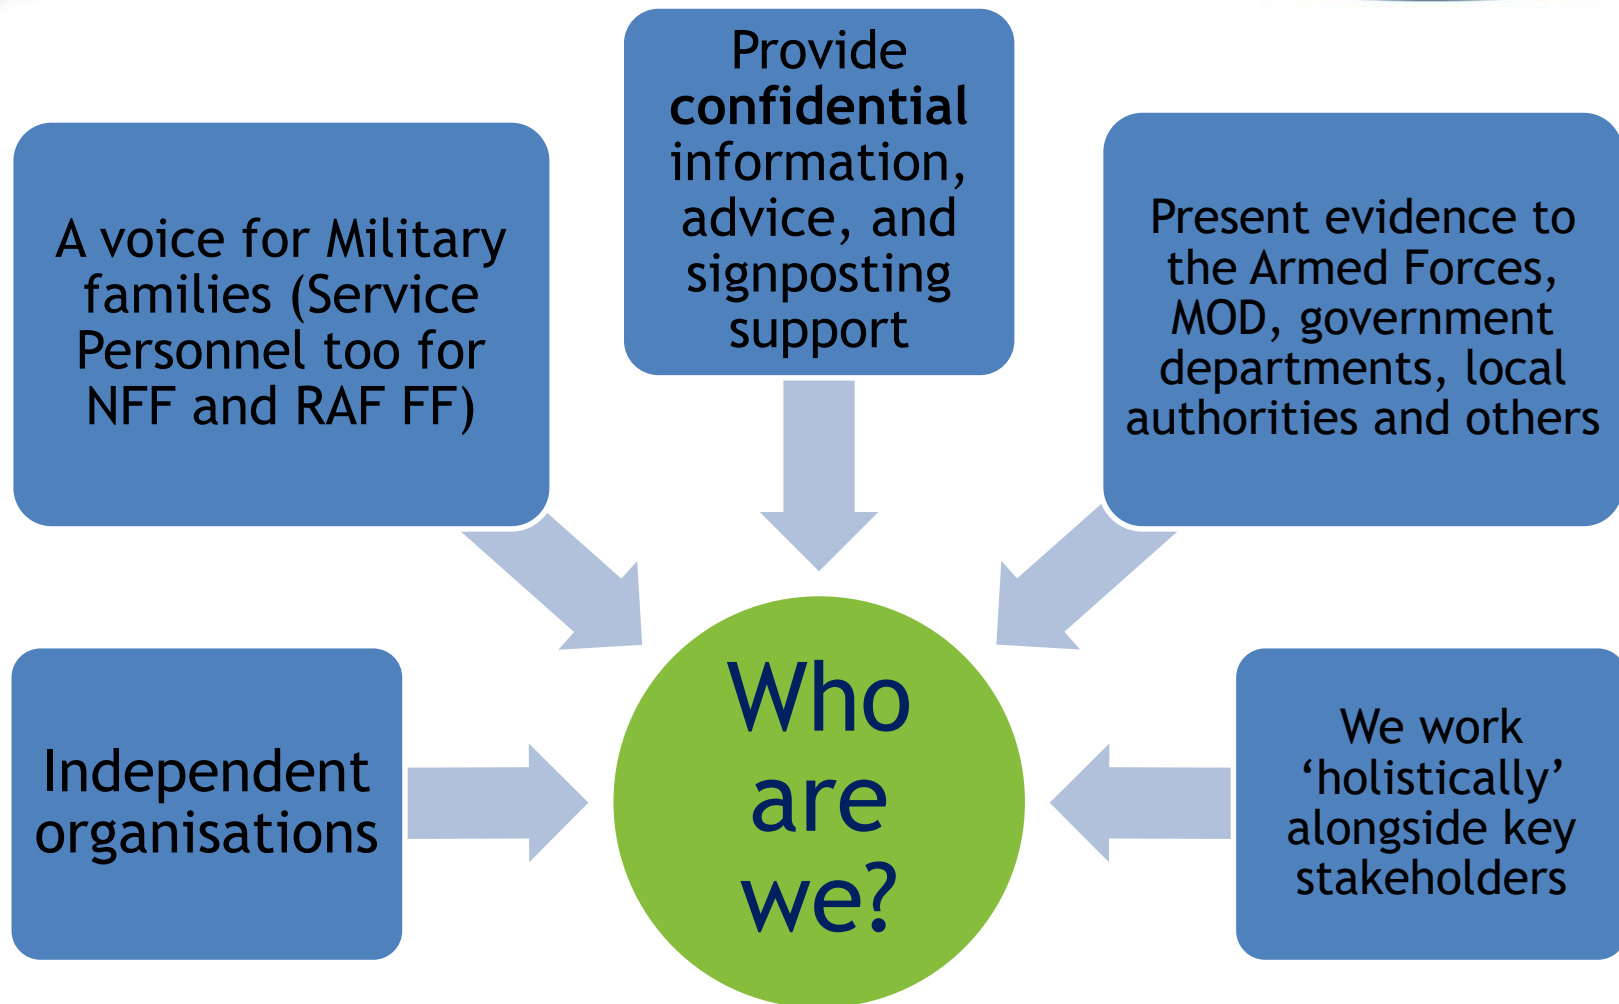 Provide
confidential
information,
advice, and
signposting
support
A voice for Military
families (Service
Personnel too for
NFF and RAF FF)
Present evidence to
the Armed Forces,
MOD, government
departments, local
authorities and others
Independent
organisations
Who
are
we?
We work
‘holistically’
alongside key
stakeholders